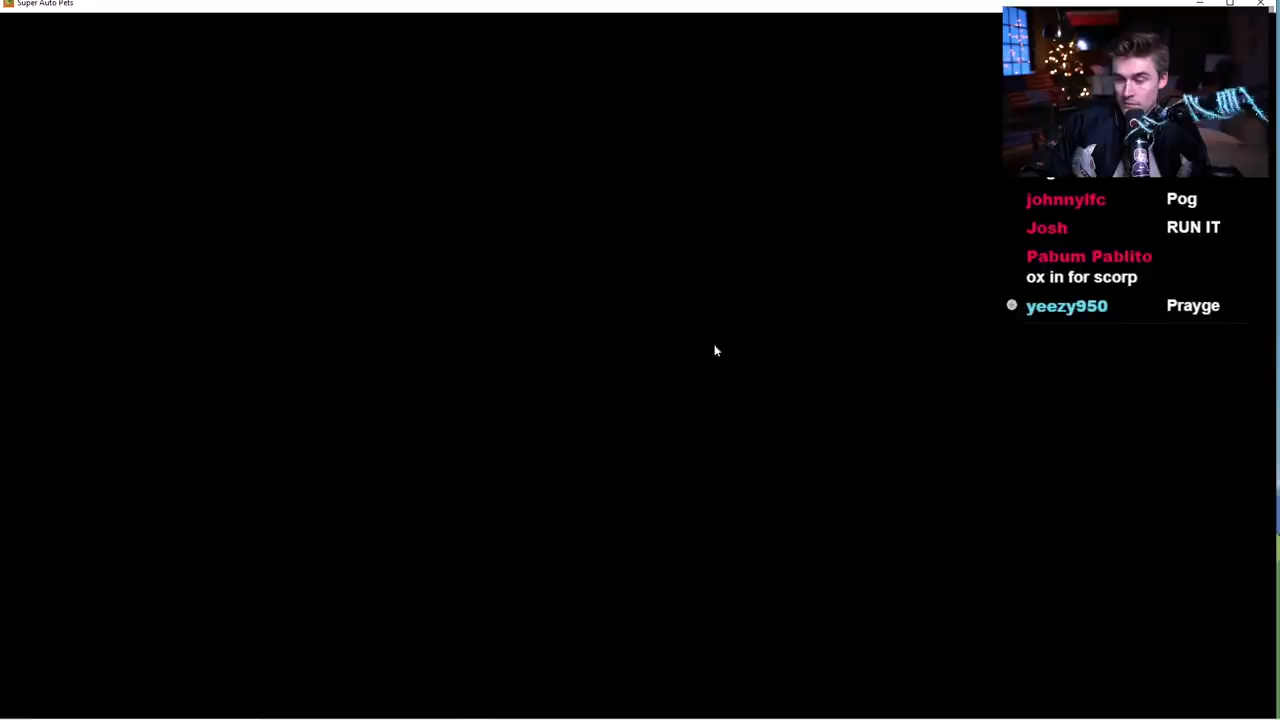 Super Auto Pets
johnnylfc Pog
Josh RUN IT
Pabum Pablito
ox in for scorp
yeezy950 Prayge